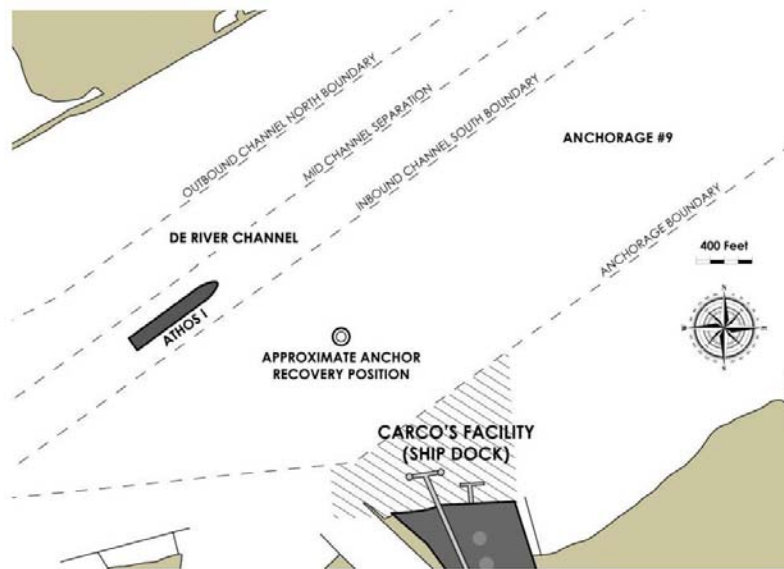 OUTBOUND CHANNEL NORTH BOUNDARY
MID CHANNEL SEPARATION
INBOUND CHANNEL SOUTH BOUNDARY
ANCHORAGE #9
ANCHORAGE BOUNDARY
DE RIVER CHANNEL
400 Feet
N
ATHOS I
APPROXIMATE ANCHOR
RECOVERY POSITION
CARCO'S FACILITY
(SHIP DOCK)